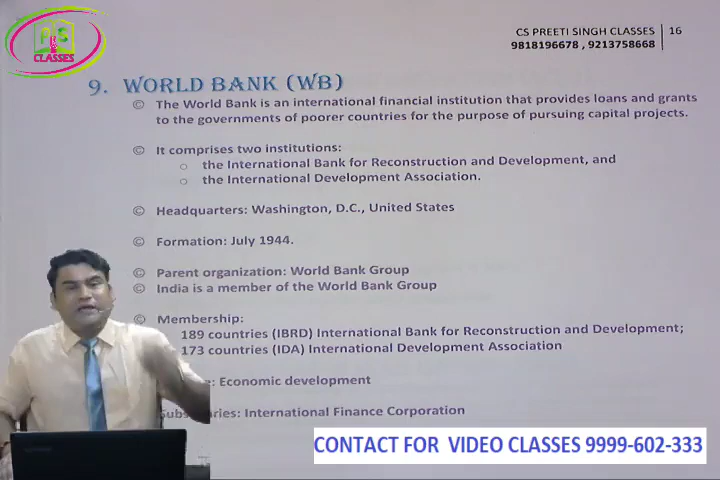 P S
CLASSES
CS PREETI SINGH CLASSES | 16
9818196678 , 9213758668
9. WORLD BANK (WB)
© The World Bank is an international financial institution that provides loans and grants
to the governments of poorer countries for the purpose of pursuing capital projects.
© It comprises two institutions:
○ the International Bank for Reconstruction and Development, and
○ the International Development Association.
© Headquarters: Washington, D.C., United States
© Formation: July 1944.
© Parent organization: World Bank Group
© India is a member of the World Bank Group
© Membership:
189 countries (IBRD) International Bank for Reconstruction and Development;
173 countries (IDA) International Development Association
: Economic development
International Finance Corporation
CONTACT FOR VIDEO CLASSES 9999-602-333